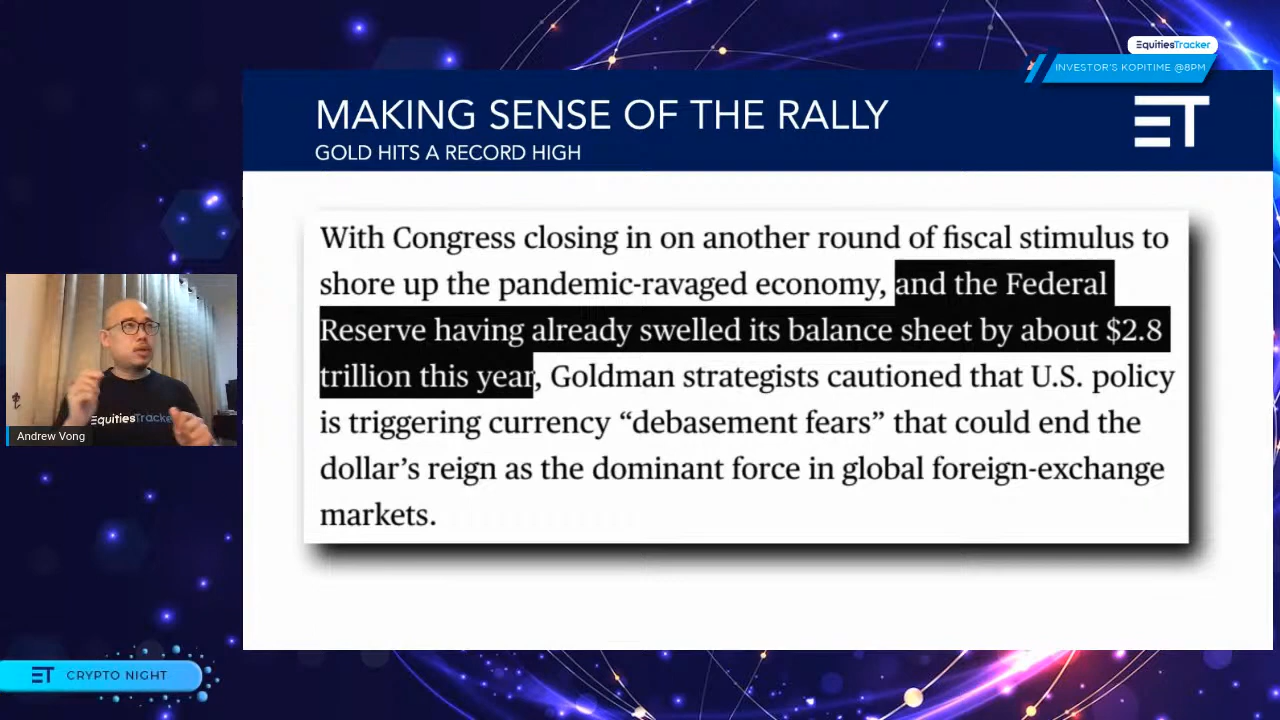 EquitiesTracker
INVESTOR'S KOPITIME @8PM
MAKING SENSE OF THE RALLY
GOLD HITS A RECORD HIGH
ET
With Congress closing in on another round of fiscal stimulus to
shore up the pandemic-ravaged economy, and the Federal
Reserve having already swelled its balance sheet by about $2.8
trillion this year, Goldman strategists cautioned that U.S. policy
is triggering currency “debasement fears” that could end the
dollar’s reign as the dominant force in global foreign-exchange
markets.
EquitiesTracker
Andrew Vong
ET CRYPTO NIGHT